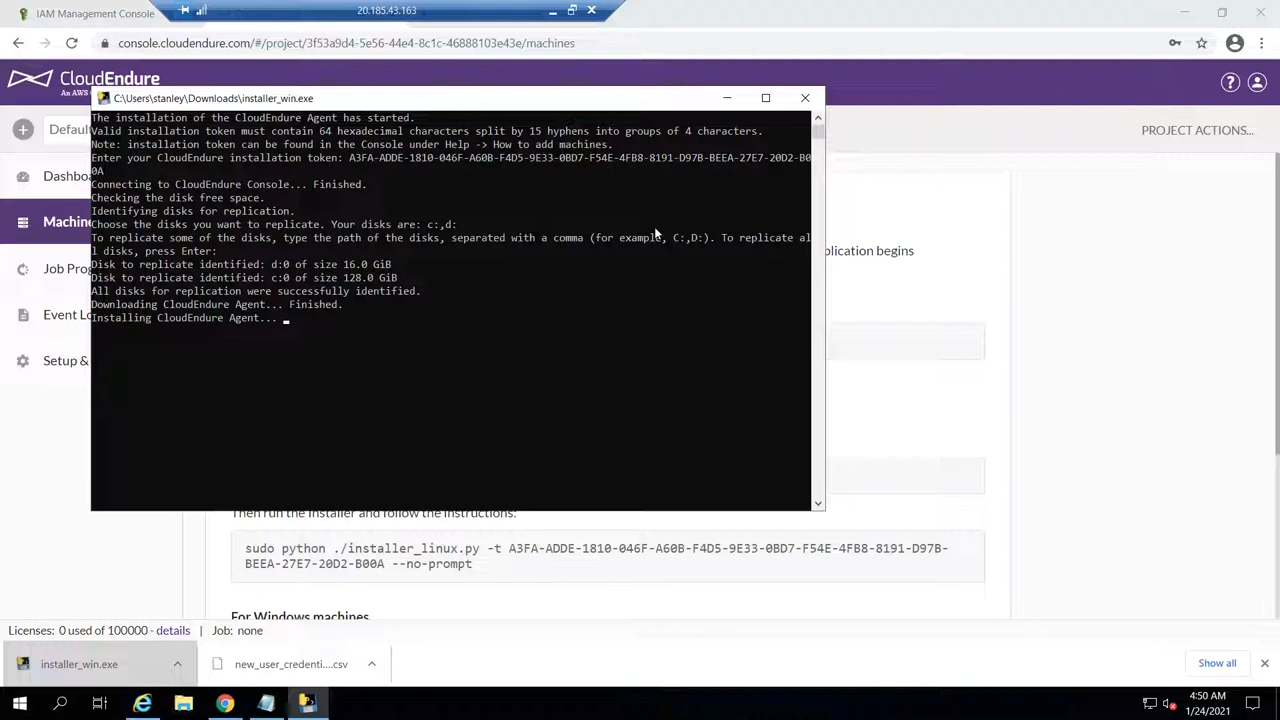 IAM Management Console
20.185.43.163
console.cloudendure.com/#/project/3f53a9d4-5e56-44e4-8c1c-46888103e43e/machines
CloudEndure
An AWS
C:\Users\stanley\Downloads\installer_win.exe
The installation of the CloudEndure Agent has started.
Valid installation token must contain 64 hexadecimal characters split by 15 hyphens into groups of 4 characters.
Note: installation token can be found in the Console under Help -> How to add machines.
Enter your CloudEndure installation token: A3FA-ADDE-1810-046F-A60B-F4D5-9E33-0BD7-F54E-4FB8-8191-D97B-BEEA-27E7-20D2-B0
0A
Connecting to CloudEndure Console... Finished.
Checking the disk free space.
Identifying disks for replication.
Choose the disks you want to replicate. Your disks are: c:,d:
To replicate some of the disks, type the path of the disks, separated with a comma (for example, C:,D:). To replicate al
l disks, press Enter:
Disk to replicate identified: d:0 of size 16.0 GiB
Disk to replicate identified: c:0 of size 128.0 GiB
All disks for replication were successfully identified.
Downloading CloudEndure Agent... Finished.
Installing CloudEndure Agent...
Defaul
PROJECT ACTIONS...
Dashbo
Machine
Job Prog
Event Lo
Setup &
plication begins
Then run the installer and follow the instructions:
sudo python ./installer_linux.py -t A3FA-ADDE-1810-046F-A60B-F4D5-9E33-0BD7-F54E-4FB8-8191-D97B-
BEEA-27E7-20D2-B00A --no-prompt
For Windows machines
Licenses: 0 used of 100000 - details | Job: none
installer_win.exe
new_user_credenti....csv
Show all
4:50 AM
1/24/2021